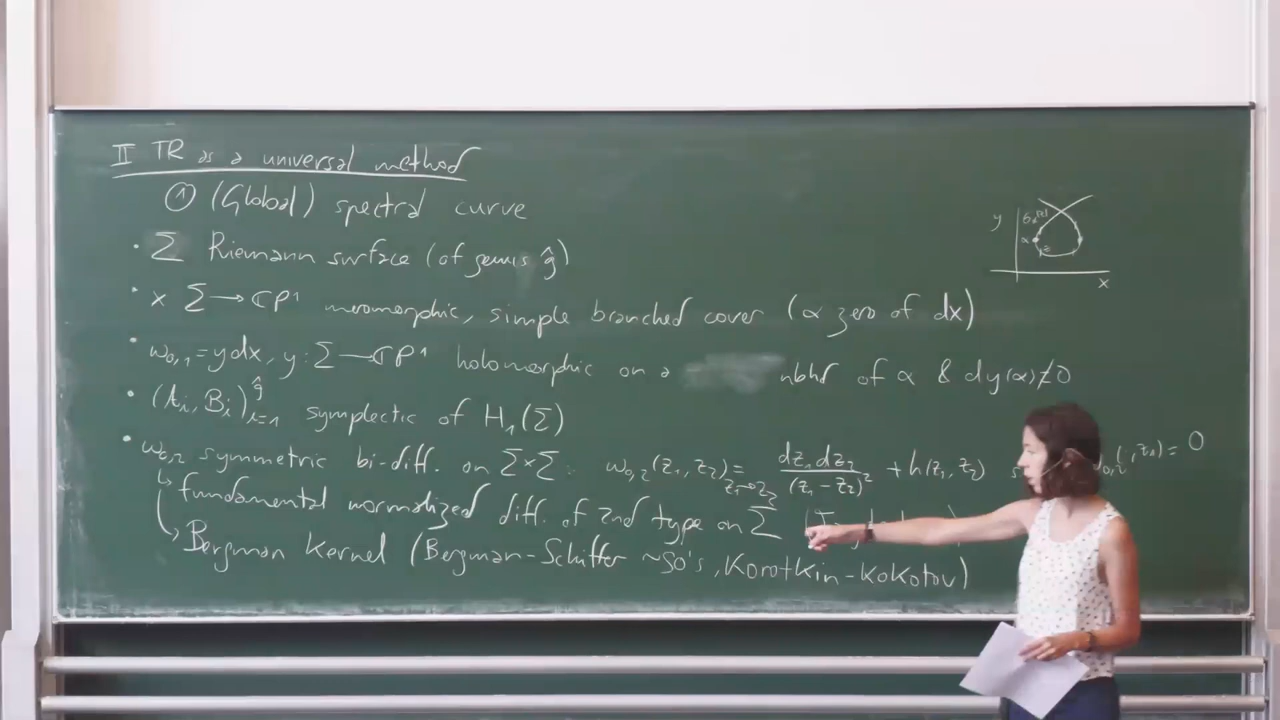 II TR as a universal method
① (Global) spectral curve
• Σ Riemann surface (of genus ĝ)
• x Σ → ℂP¹ meromorphic, simple branched cover (α zero of dx)
• ω₀,₁ = ydx, y: Σ → ℂP¹ holomorphic on a nbhd of α & dy(α) ≠ 0
• (Aᵢ, Bᵢ)ᵢ₌₁^ĝ symplectic of H₁(Σ)
• ω₀,₂ symmetric bi-diff. on Σ×Σ: ω₀,₂(z₁, z₂) = z₁→z₂ dz₁dz₂/(z₁ - z₂)² + h(z₁, z₂) = 0
↳ fundamental normalized diff. of 2nd type on Σ
↳ Bergman Kernel (Bergman-Schiffer ~50's, Korotkin-Kokotov)
y
α
z
x